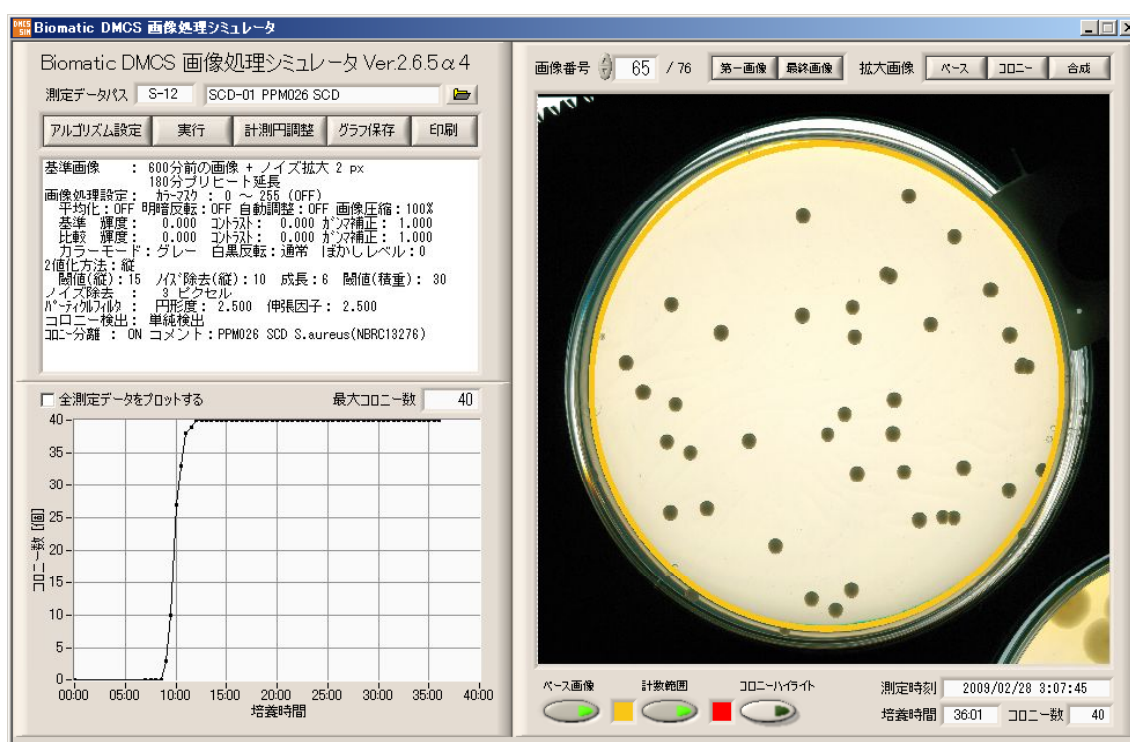 Biomatic DMCS 画像処理シミュレータ
Biomatic DMCS 画像処理シミュレータ Ver.2.6.5α4
測定データパス S-12 SCD-01 PPM026 SCD
アルゴリズム設定 実行 計測円調整 グラフ保存 印刷
基準画像 : 600分前の画像 + ノイズ拡大 2 px
180分プリヒート延長
画像処理設定 : カラーマスク : 0 ~ 255 (OFF)
平均化:OFF 明暗反転:OFF 自動調整:OFF 画像圧縮:100%
基準 輝度: 0.000 コントラスト: 0.000 ガンマ補正: 1.000
比較 輝度: 0.000 コントラスト: 0.000 ガンマ補正: 1.000
カラーモード:グレー 白黒反転:通常 ぼかしレベル:0
2値化方法:縦
閾値(縦):15 ノイズ除去(縦):10 成長:6 閾値(積重): 30
ノイズ除去 : 3 ピクセル
パーティクルフィルタ : 円形度: 2.500 伸張因子: 2.500
コロニー検出: 単純検出
コロニー分離 : ON コメント:PPM026 SCD S.aureus(NBRC13276)
全測定データをプロットする 最大コロニー数 40
コロニー数 [個]
40
35
30
25
20
15
10
5
0
00:00 05:00 10:00 15:00 20:00 25:00 30:00 35:00 40:00
培養時間
画像番号 65 / 76 第一画像 最終画像 拡大画像 ベース コロニー 合成
ベース画像 計数範囲 コロニーハイライト
測定時刻 2009/02/28 3:07:45
培養時間 36:01 コロニー数 40